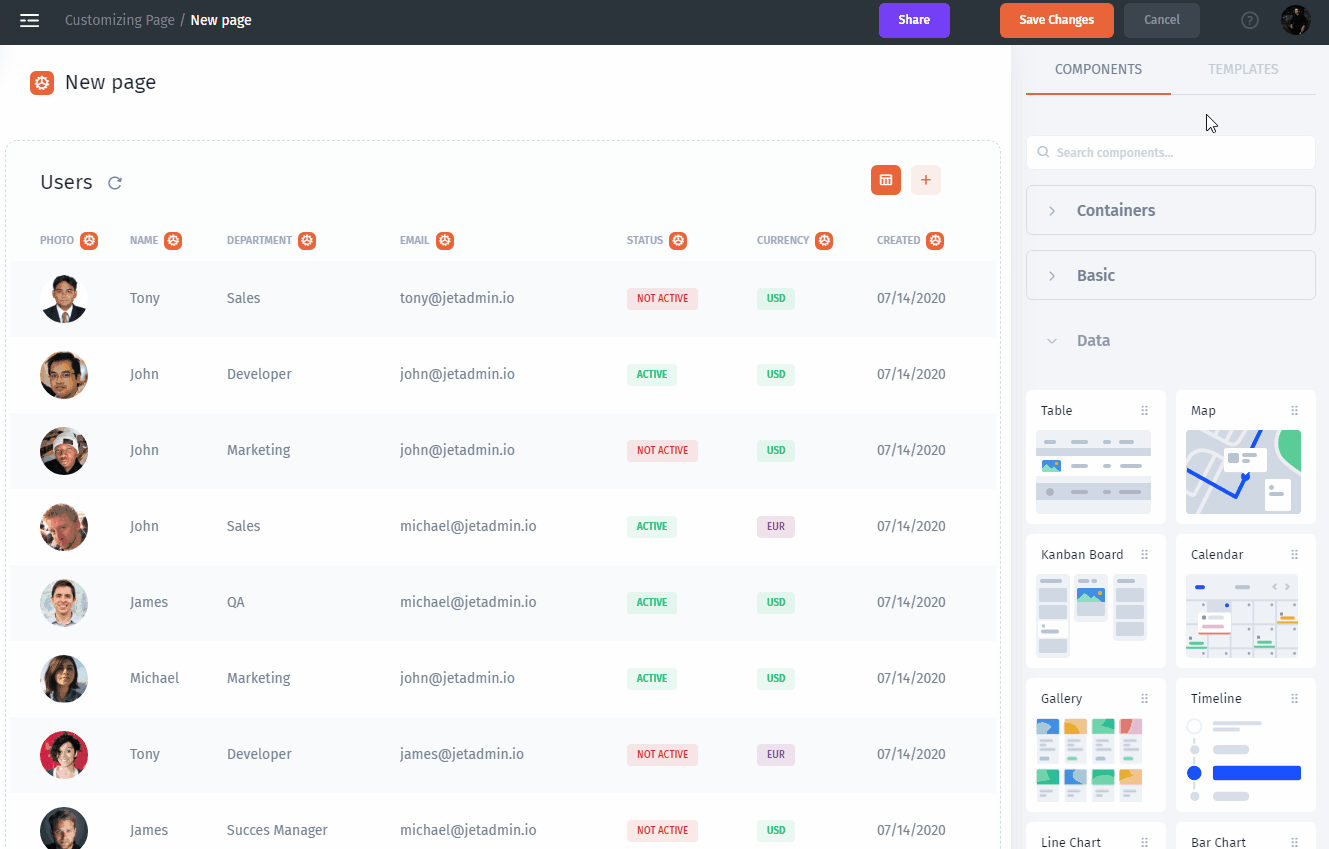 Customizing Page / New page
Share
Save Changes
Cancel
?
New page
COMPONENTS
TEMPLATES
Search components...
Users
+
PHOTO NAME DEPARTMENT EMAIL STATUS CURRENCY CREATED
Tony Sales tony@jetadmin.io NOT ACTIVE USD 07/14/2020
John Developer john@jetadmin.io ACTIVE USD 07/14/2020
John Marketing john@jetadmin.io NOT ACTIVE USD 07/14/2020
John Sales michael@jetadmin.io ACTIVE EUR 07/14/2020
James QA michael@jetadmin.io ACTIVE USD 07/14/2020
Michael Marketing john@jetadmin.io ACTIVE USD 07/14/2020
Tony Developer james@jetadmin.io NOT ACTIVE EUR 07/14/2020
James Succes Manager michael@jetadmin.io NOT ACTIVE USD 07/14/2020
Containers
Basic
Data
Table
Map
Kanban Board
Calendar
Gallery
Timeline
Line Chart
Bar Chart